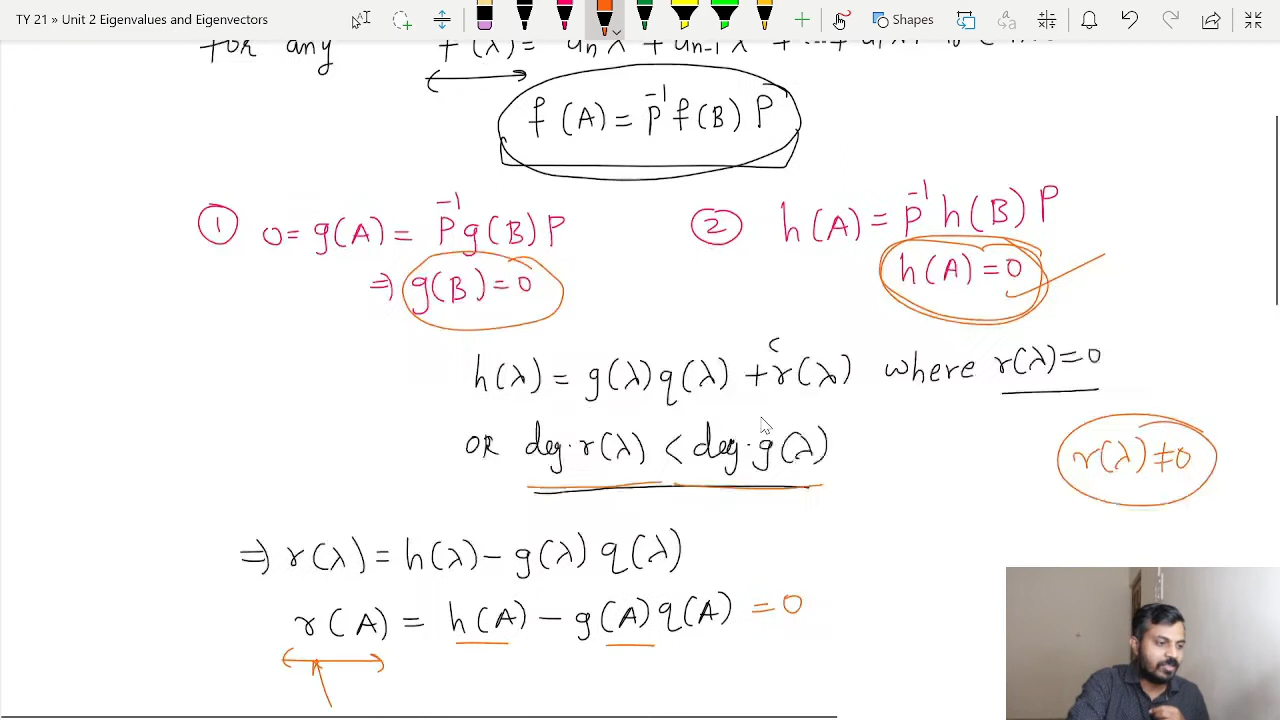 TY 21 » Unit 2 Eigenvalues and Eigenvectors
Shapes
for any f(λ) =
f(A) = P⁻¹ f(B) P
① 0 = g(A) = P⁻¹ g(B) P
⇒ g(B) = 0
② h(A) = P⁻¹ h(B) P
h(A) = 0
h(λ) = g(λ) q(λ) + r(λ) where r(λ) = 0
OR deg. r(λ) < deg. g(λ)
r(λ) ≠ 0
⇒ r(λ) = h(λ) – g(λ) q(λ)
r(A) = h(A) – g(A) q(A) = 0